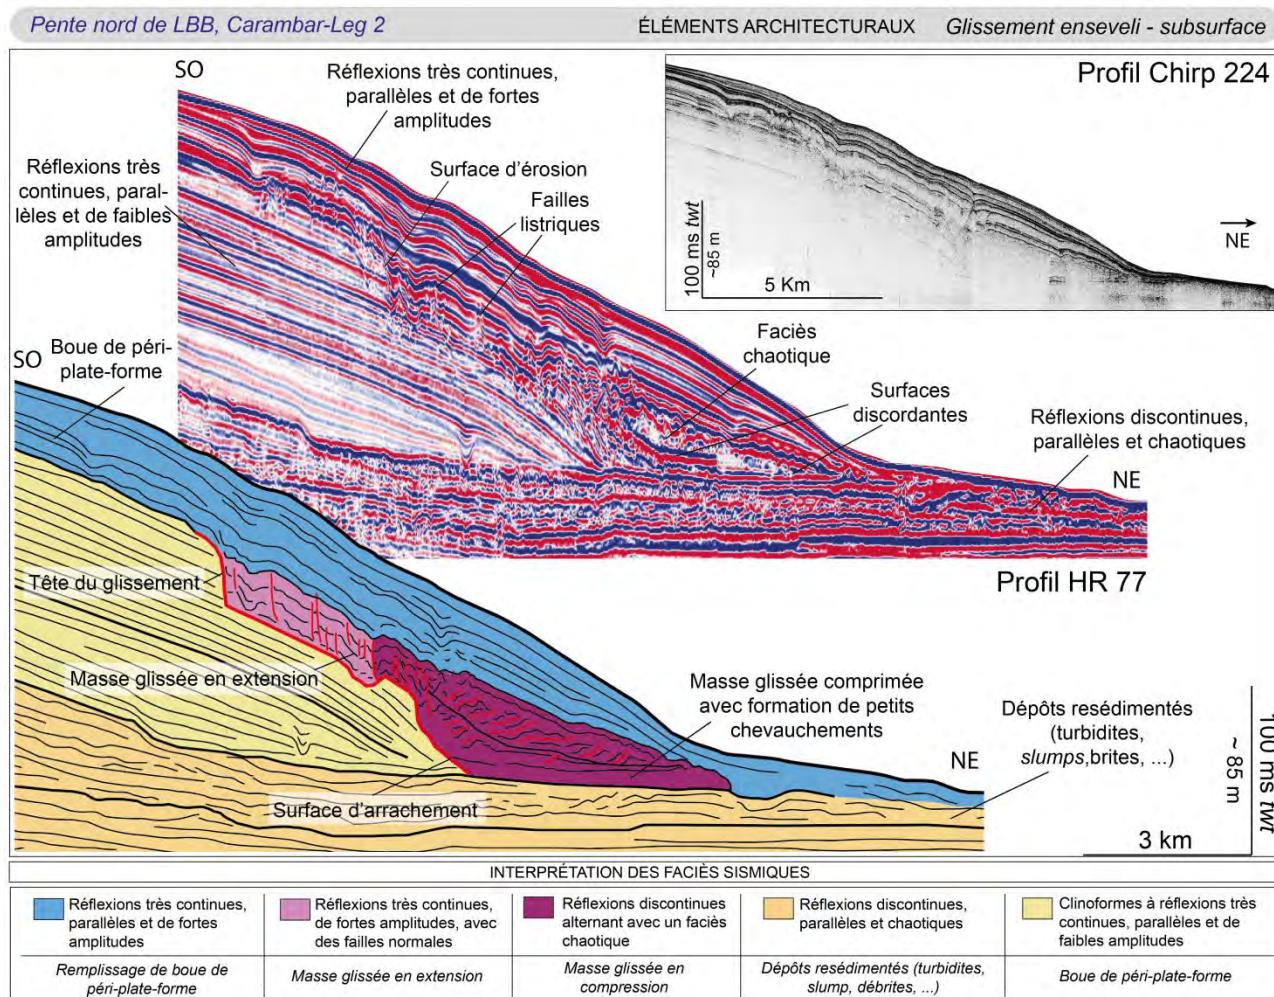 Pente nord de LBB, Carambar-Leg 2
ÉLÉMENTS ARCHITECTURAUX
Glissement enseveli - subsurface
SO
Réflexions très continues,
parallèles et de fortes
amplitudes
Profil Chirp 224
Réflexions très
continues, paral-
lèles et de faibles
amplitudes
Surface d'érosion
Failles
listriques
100 ms twt
~85 m
5 Km
NE
SO
Boue de péri-
plate-forme
Faciès
chaotique
Surfaces
discordantes
Réflexions discontinues,
parallèles et chaotiques
NE
Profil HR 77
Tête du glissement
Masse glissée en extension
Masse glissée comprimée
avec formation de petits
chevauchements
Dépôts resédimentés
(turbidites,
slumps,brites, ...)
NE
Surface d'arrachement
3 km
100 ms twt
~ 85 m
INTERPRÉTATION DES FACIÈS SISMIQUES
Réflexions très continues,
parallèles et de fortes
amplitudes
Réflexions très continues,
de fortes amplitudes, avec
des failles normales
Réflexions discontinues
alternant avec un faciès
chaotique
Réflexions discontinues,
parallèles et chaotiques
Clinoformes à réflexions très
continues, parallèles et de
faibles amplitudes
Remplissage de boue de
péri-plate-forme
Masse glissée en extension
Masse glissée en
compression
Dépôts resédimentés (turbidites,
slump, débrites, ...)
Boue de péri-plate-forme